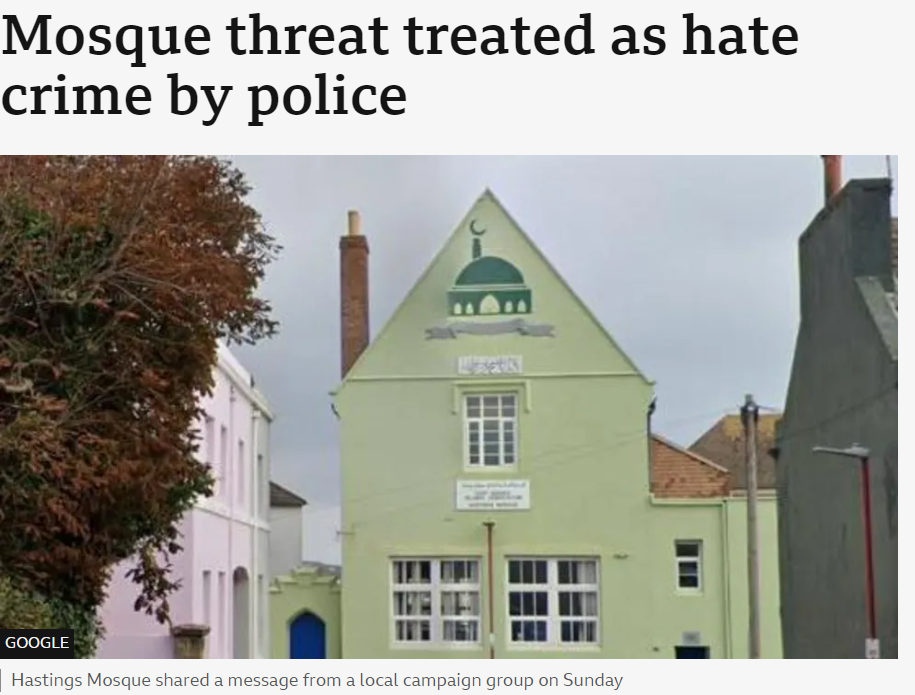 Mosque threat treated as hate
crime by police
GOOGLE
Hastings Mosque shared a message from a local campaign group on Sunday